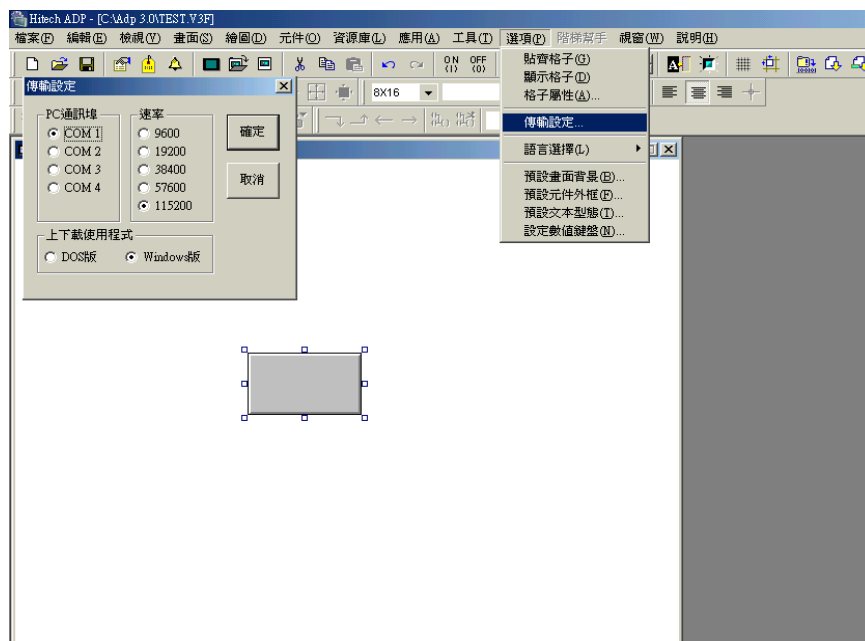 Hitech ADP - [C:\Adp 3.0\TEST.V3F]
檔案(F) 編輯(E) 檢視(V) 畫面(S) 繪圖(D) 元件(O) 資源庫(L) 應用(A) 工具(T) 選項(P) 階梯幫手 視窗(W) 說明(H)
ON (1) OFF (0)
8X16
傳輸設定
PC通訊埠
COM 1
COM 2
COM 3
COM 4
速率
9600
19200
38400
57600
115200
確定
取消
上下載使用程式
DOS版 Windows版
貼齊格子(G)
顯示格子(D)
格子屬性(A)...
傳輸設定...
語言選擇(L)
預設畫面背景(B)...
預設元件外框(F)...
預設文本型態(T)...
設定數值鍵盤(N)...